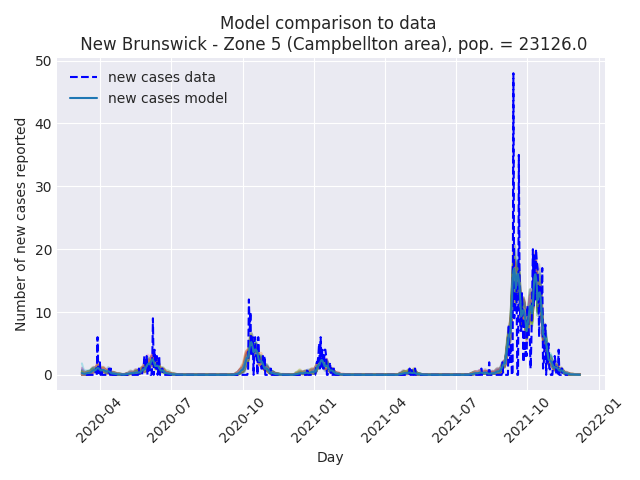 Model comparison to data
New Brunswick - Zone 5 (Campbellton area), pop. = 23126.0
new cases data
new cases model
Number of new cases reported
50
40
30
20
10
0
2020-04
2020-07
2020-10
2021-01
2021-04
2021-07
2021-10
2022-01
Day